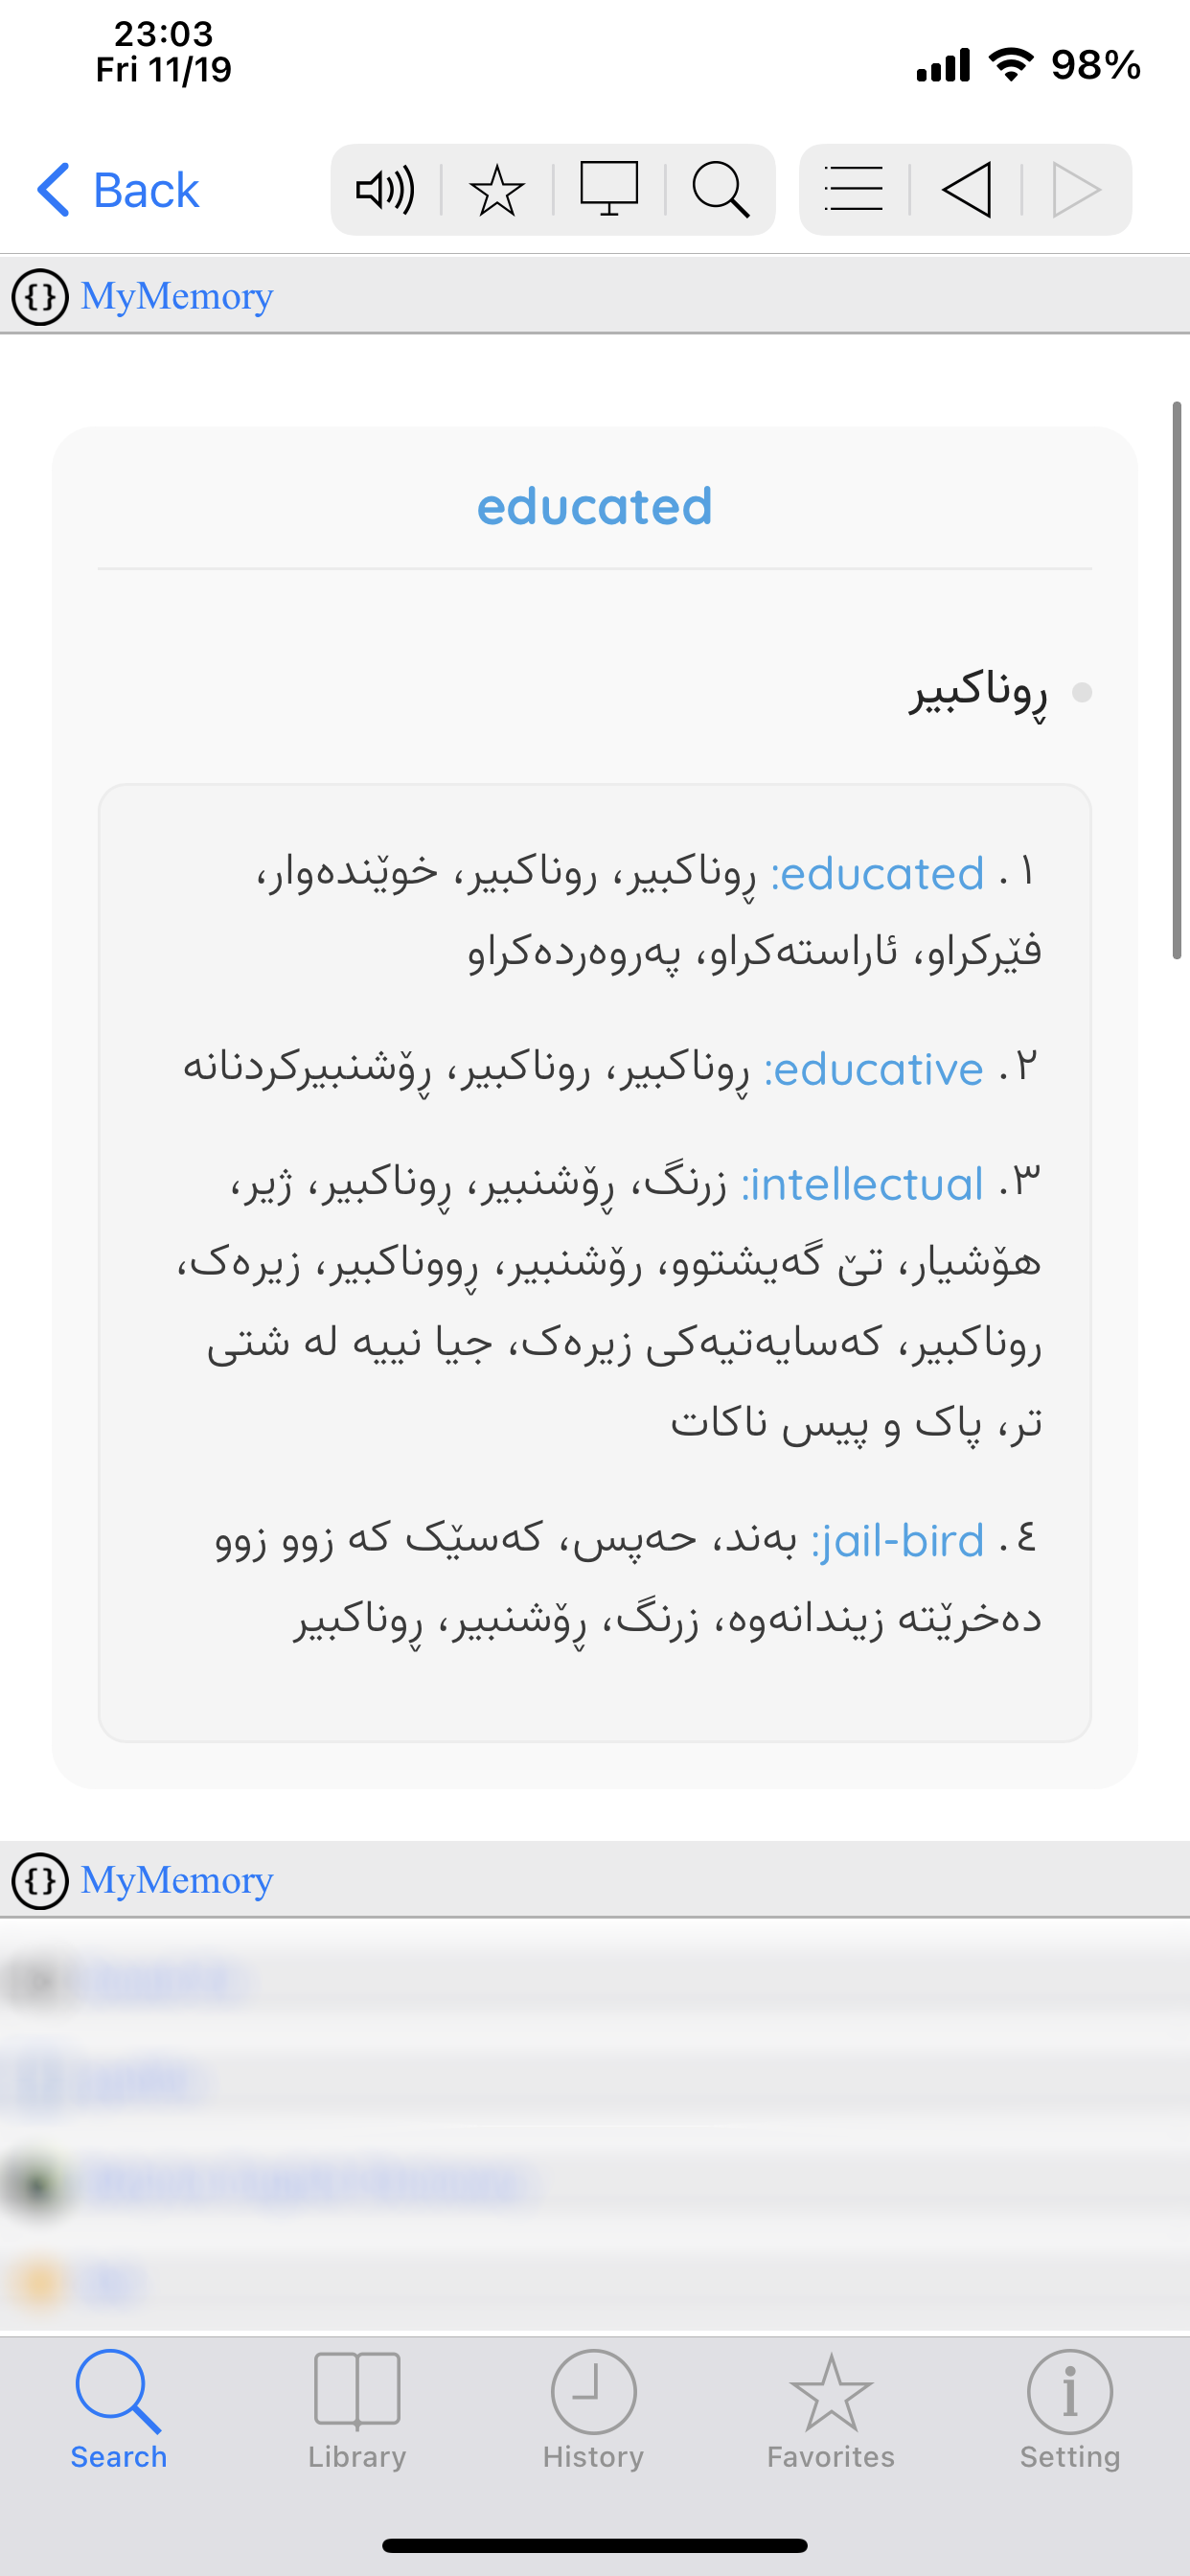 23:03
Fri 11/19
98%
Back
MyMemory
educated
ڕوناکبیر
١. educated: ڕوناکبیر، روناکبیر، خوێندەوار،
فێرکراو، ئاراستەکراو، پەروەردەکراو
٢. educative: ڕوناکبیر، روناکبیر، ڕۆشنبیرکردنانە
٣. intellectual: زرنگ، ڕۆشنبیر، ڕوناکبیر، ژیر،
هۆشیار، تێ گەیشتوو، رۆشنبیر، ڕووناکبیر، زیرەک،
روناکبیر، کەسایەتیەکی زیرەک، جیا نییە لە شتی
تر، پاک و پیس ناکات
٤. jail-bird: بەند، حەپس، کەسێک کە زوو زوو
دەخرێتە زیندانەوە، زرنگ، ڕۆشنبیر، ڕوناکبیر
MyMemory
Search
Library
History
Favorites
Setting